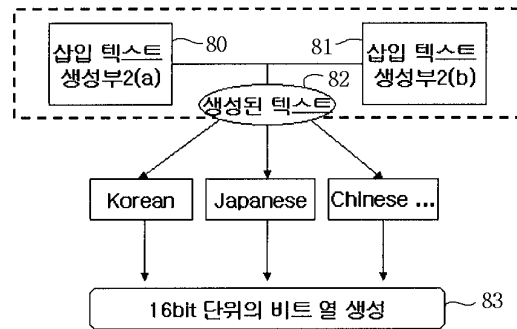 80
81
삽입 텍스트
생성부2(a)
삽입 텍스트
생성부2(b)
82
생성된 텍스트
Korean
Japanese
Chinese ...
16bit 단위의 비트 열 생성
83